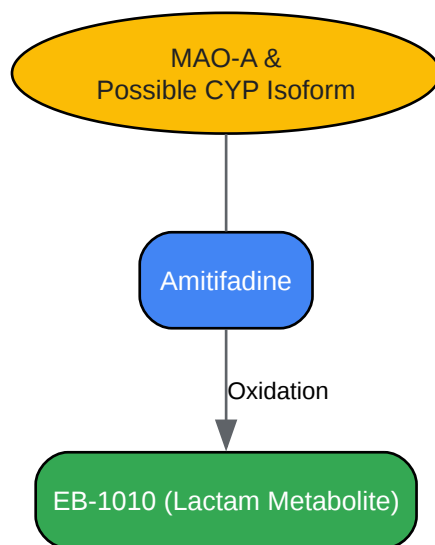 MAO-A &
Possible CYP Isoform
Amitifadine
Oxidation
EB-1010 (Lactam Metabolite)